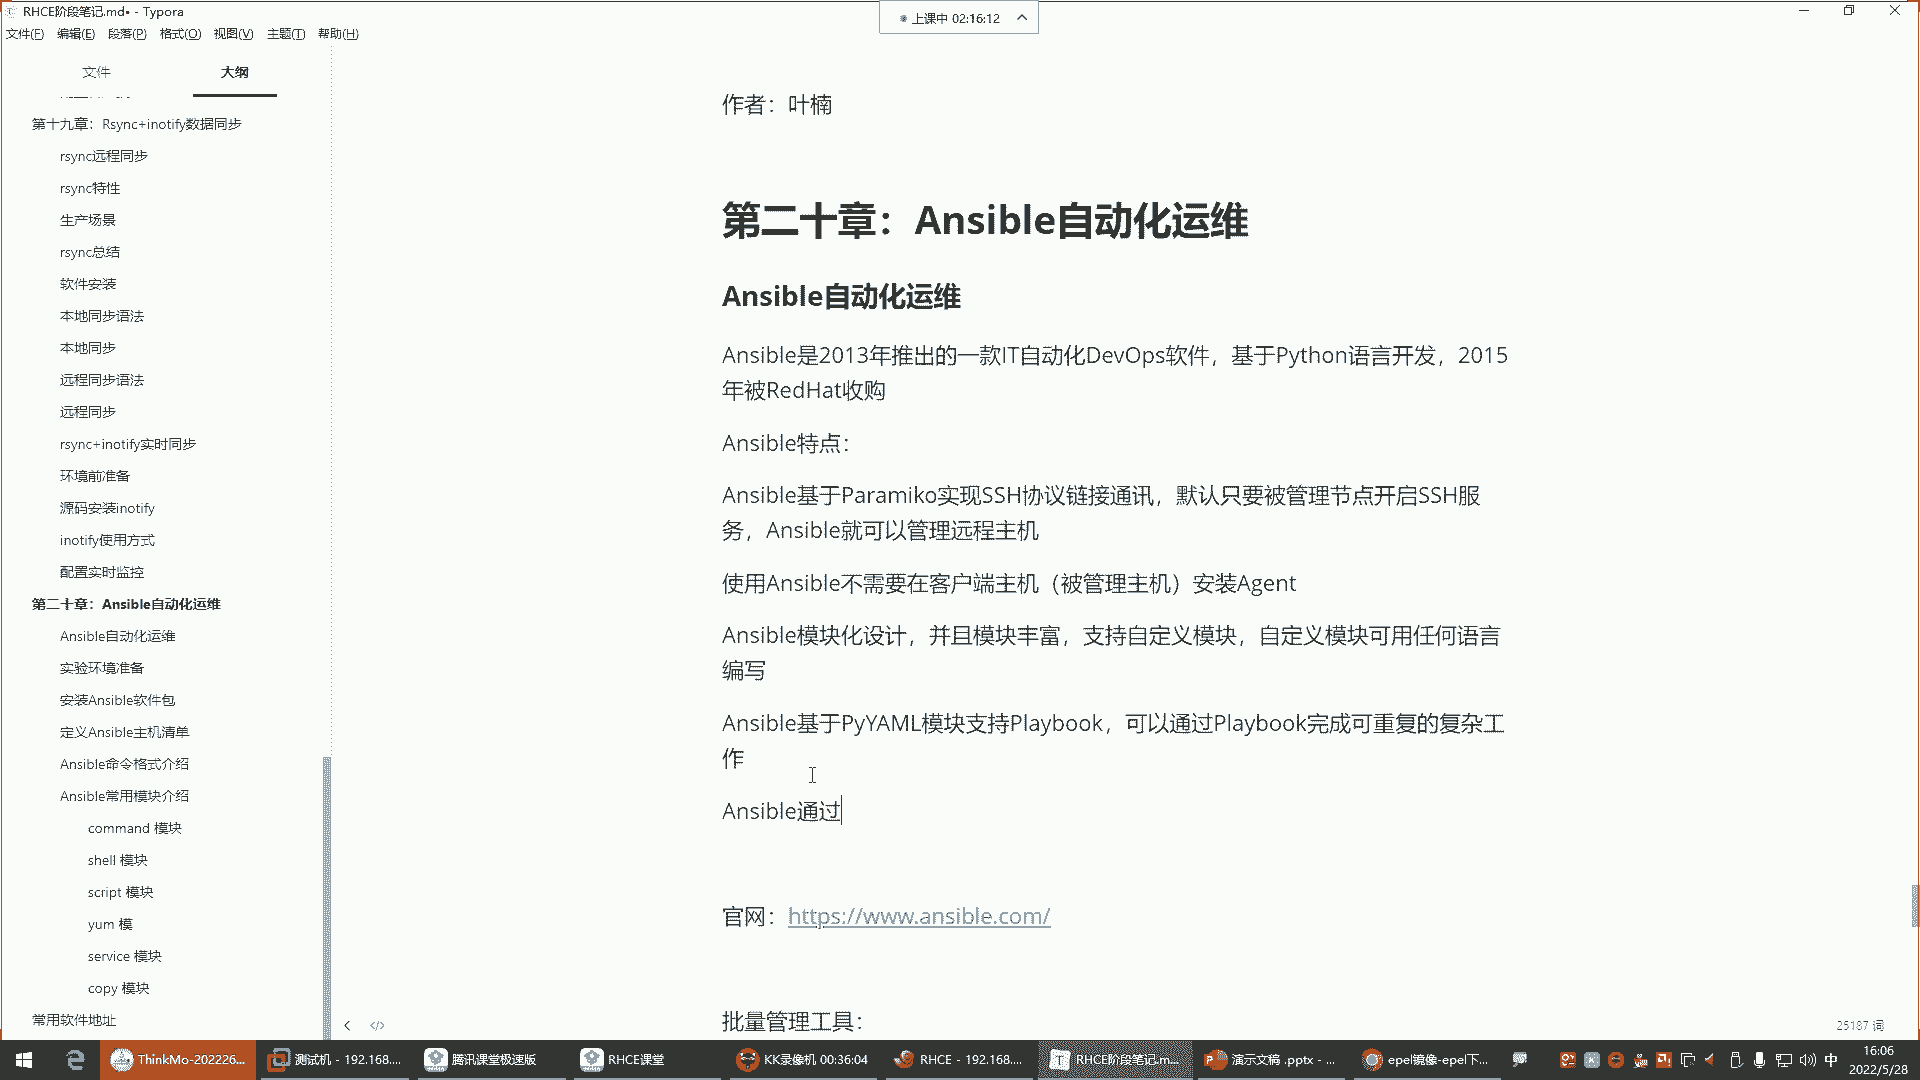 RHCE阶段笔记.md• - Typora
上课中 02:16:12
文件(F) 编辑(E) 段落(P) 格式(O) 视图(V) 主题(T) 帮助(H)
文件 大纲
第十九章：Rsync+inotify数据同步
rsync远程同步
rsync特性
生产场景
rsync总结
软件安装
本地同步语法
本地同步
远程同步语法
远程同步
rsync+inotify实时同步
环境前准备
源码安装inotify
inotify使用方式
配置实时监控
第二十章：Ansible自动化运维
Ansible自动化运维
实验环境准备
安装Ansible软件包
定义Ansible主机清单
Ansible命令格式介绍
Ansible常用模块介绍
command 模块
shell 模块
script 模块
yum 模
service 模块
copy 模块
常用软件地址
作者：叶楠
第二十章：Ansible自动化运维
Ansible自动化运维
Ansible是2013年推出的一款IT自动化DevOps软件，基于Python语言开发，2015
年被RedHat收购
Ansible特点：
Ansible基于Paramiko实现SSH协议链接通讯，默认只要被管理节点开启SSH服
务，Ansible就可以管理远程主机
使用Ansible不需要在客户端主机（被管理主机）安装Agent
Ansible模块化设计，并且模块丰富，支持自定义模块，自定义模块可用任何语言
编写
Ansible基于PyYAML模块支持Playbook，可以通过Playbook完成可重复的复杂工
作
Ansible通过
官网：https://www.ansible.com/
批量管理工具：
25187 词
ThinkMo-202226... 测试机 - 192.168.... 腾讯课堂极速版 RHCE课堂 KK录像机 00:36:04 RHCE - 192.168.... RHCE阶段笔记.m... 演示文稿 .pptx - ... epel镜像-epel下... 中 16:06
2022/5/28